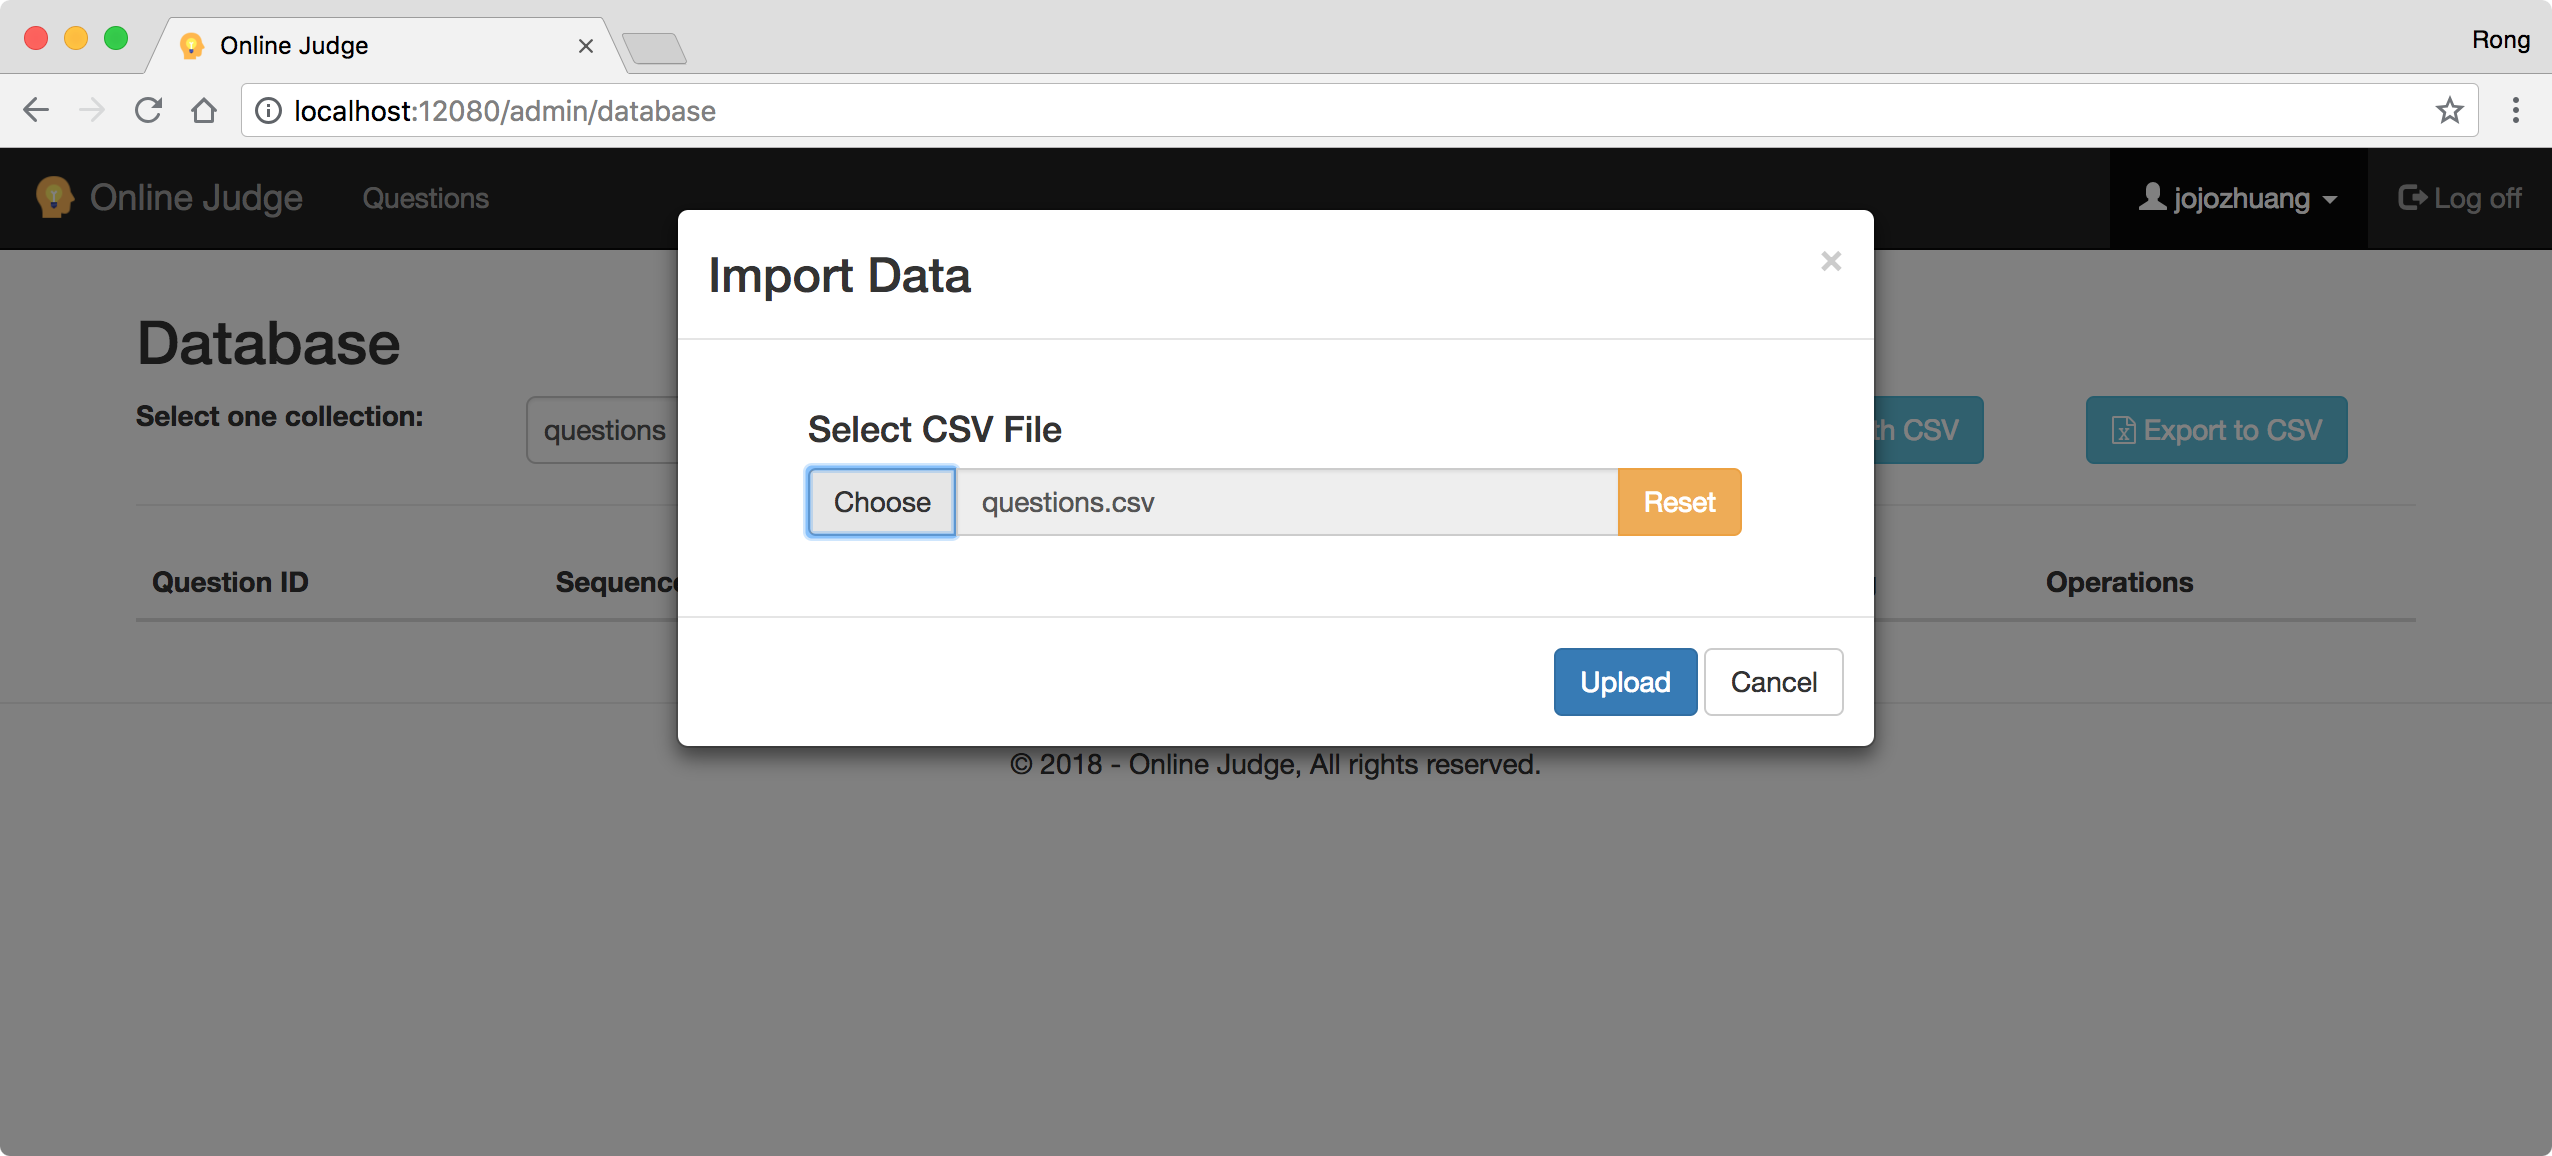 Online Judge
Rong
localhost:12080/admin/database
Online Judge Questions jojozhuang Log off
Import Data ×
Database
Select one collection: questions CSV Export to CSV
Select CSV File
Choose questions.csv Reset
Question ID Operations
Upload Cancel
© 2018 - Online Judge, All rights reserved.